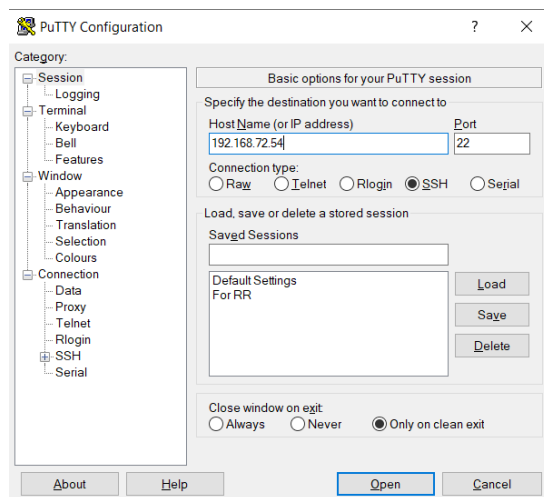 PuTTY Configuration
?
Category:
Session
Logging
Terminal
Keyboard
Bell
Features
Window
Appearance
Behaviour
Translation
Selection
Colours
Connection
Data
Proxy
Telnet
Rlogin
SSH
Serial
Basic options for your PuTTY session
Specify the destination you want to connect to
Host Name (or IP address) Port
192.168.72.54 22
Connection type:
Raw Telnet Rlogin SSH Serial
Load, save or delete a stored session
Saved Sessions
Default Settings
For RR
Load
Save
Delete
Close window on exit:
Always Never Only on clean exit
About Help Open Cancel